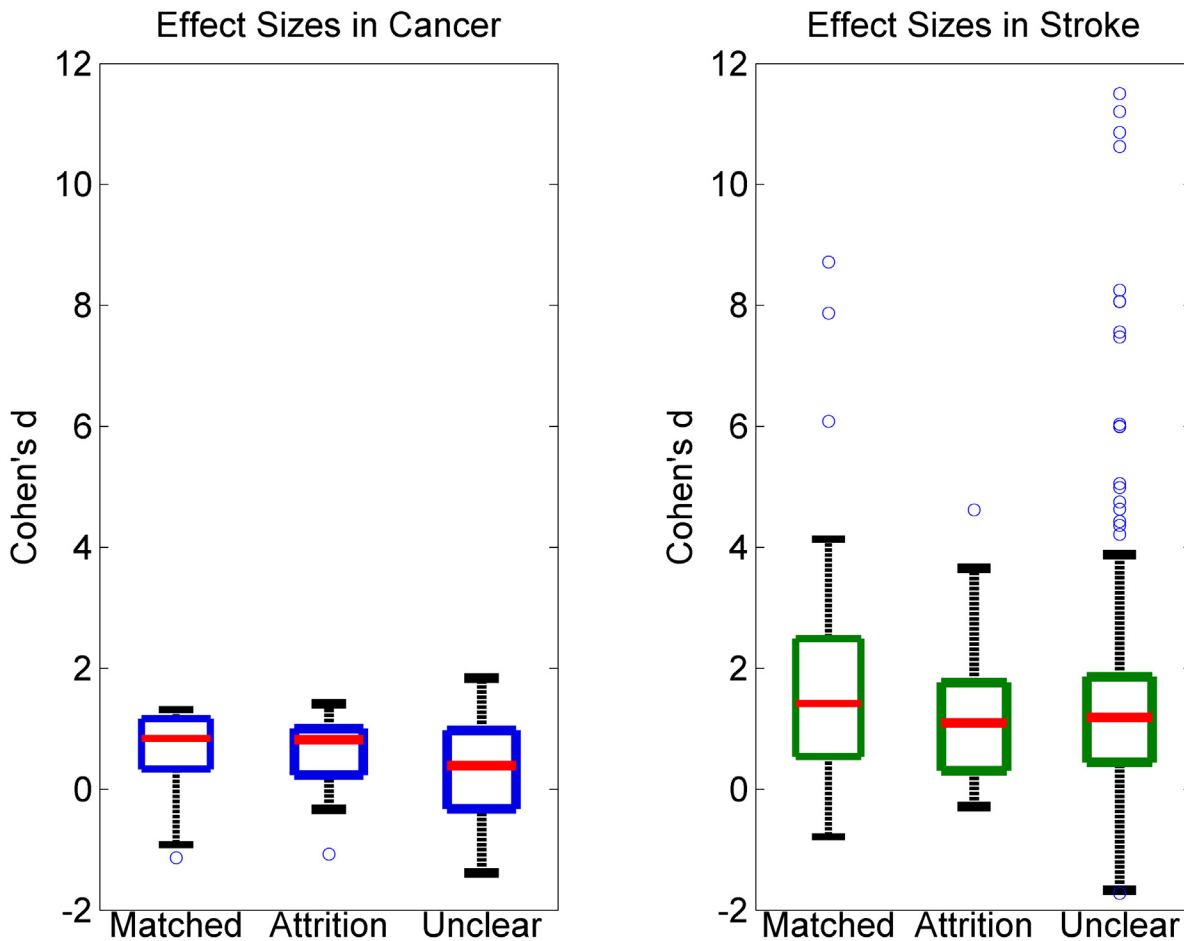 Effect Sizes in Cancer
12
10
8
6
4
2
0
-2
Cohen's d
Matched Attrition Unclear
Effect Sizes in Stroke
12
10
8
6
4
2
0
-2
Cohen's d
Matched Attrition Unclear